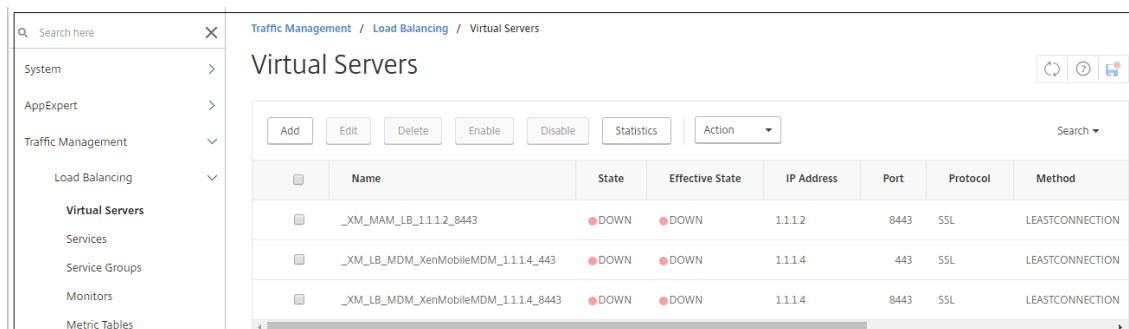 Search here
System
AppExpert
Traffic Management
Load Balancing
Virtual Servers
Services
Service Groups
Monitors
Metric Tables
Traffic Management / Load Balancing / Virtual Servers
Virtual Servers
Add Edit Delete Enable Disable Statistics Action Search
Name State Effective State IP Address Port Protocol Method
_XM_MAM_LB_1.1.1.2_8443 DOWN DOWN 1.1.1.2 8443 SSL LEASTCONNECTION
_XM_LB_MDM_XenMobileMDM_1.1.1.4_443 DOWN DOWN 1.1.1.4 443 SSL LEASTCONNECTION
_XM_LB_MDM_XenMobileMDM_1.1.1.4_8443 DOWN DOWN 1.1.1.4 8443 SSL LEASTCONNECTION